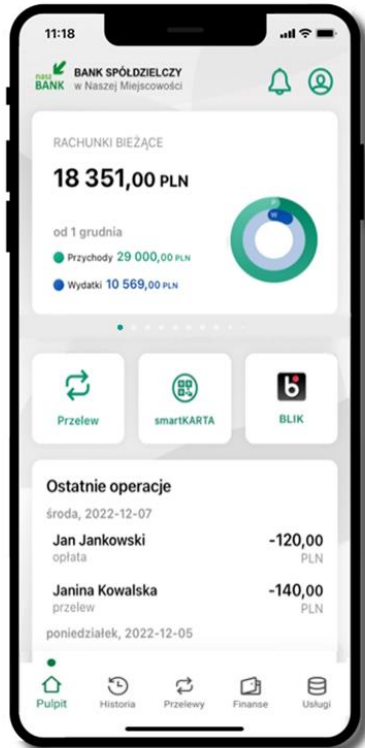 11:18
nasz
BANK
BANK SPÓŁDZIELCZY
w Naszej Miejscowości
RACHUNKI BIEŻĄCE
18 351,00 PLN
od 1 grudnia
Przychody 29 000,00 PLN
Wydatki 10 569,00 PLN
P
W
Przelew
smartKARTA
BLIK
Ostatnie operacje
środa, 2022-12-07
Jan Jankowski -120,00
opłata PLN
Janina Kowalska -140,00
przelew PLN
poniedziałek, 2022-12-05
Pulpit Historia Przelewy Finanse Usługi